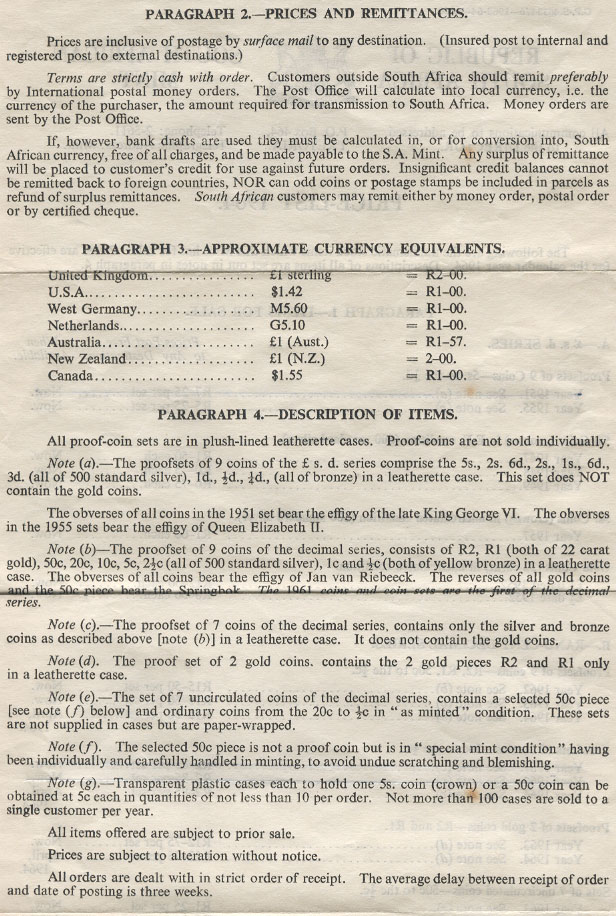 PARAGRAPH 2.—PRICES AND REMITTANCES.
Prices are inclusive of postage by surface mail to any destination. (Insured post to internal and
registered post to external destinations.)
Terms are strictly cash with order. Customers outside South Africa should remit preferably
by International postal money orders. The Post Office will calculate into local currency, i.e. the
currency of the purchaser, the amount required for transmission to South Africa. Money orders are
sent by the Post Office.
If, however, bank drafts are used they must be calculated in, or for conversion into, South
African currency, free of all charges, and be made payable to the S.A. Mint. Any surplus of remittance
will be placed to customer's credit for use against future orders. Insignificant credit balances cannot
be remitted back to foreign countries, NOR can odd coins or postage stamps be included in parcels as
refund of surplus remittances. South African customers may remit either by money order, postal order
or by certified cheque.
PARAGRAPH 3.—APPROXIMATE CURRENCY EQUIVALENTS.
United Kingdom............... £1 sterling = R2–00.
U.S.A......................... $1.42 = R1–00.
West Germany................ M5.60 = R1–00.
Netherlands.................. G5.10 = R1–00.
Australia..................... £1 (Aust.) = R1–57.
New Zealand................. £1 (N.Z.) = 2–00.
Canada....................... $1.55 = R1–00.
PARAGRAPH 4.—DESCRIPTION OF ITEMS.
All proof-coin sets are in plush-lined leatherette cases. Proof-coins are not sold individually.
Note (a).—The proofsets of 9 coins of the £ s. d. series comprise the 5s., 2s. 6d., 2s., 1s., 6d.,
3d. (all of 500 standard silver), 1d., ½d., ¼d., (all of bronze) in a leatherette case. This set does NOT
contain the gold coins.
The obverses of all coins in the 1951 set bear the effigy of the late King George VI. The obverses
in the 1955 sets bear the effigy of Queen Elizabeth II.
Note (b)—The proofset of 9 coins of the decimal series, consists of R2, R1 (both of 22 carat
gold), 50c, 20c, 10c, 5c, 2½c (all of 500 standard silver), 1c and ½c (both of yellow bronze) in a leatherette
case. The obverses of all coins bear the effigy of Jan van Riebeeck. The reverses of all gold coins
and the 50c piece bear the Springbok. The 1961 coins and coin sets are the first of the decimal
series.
Note (c).—The proofset of 7 coins of the decimal series, contains only the silver and bronze
coins as described above [note (b)] in a leatherette case. It does not contain the gold coins.
Note (d). The proof set of 2 gold coins. contains the 2 gold pieces R2 and R1 only
in a leatherette case.
Note (e).—The set of 7 uncirculated coins of the decimal series, contains a selected 50c piece
[see note (f) below] and ordinary coins from the 20c to ½c in "as minted" condition. These sets
are not supplied in cases but are paper-wrapped.
Note (f). The selected 50c piece is not a proof coin but is in "special mint condition" having
been individually and carefully handled in minting, to avoid undue scratching and blemishing.
Note (g).—Transparent plastic cases each to hold one 5s. coin (crown) or a 50c coin can be
obtained at 5c each in quantities of not less than 10 per order. Not more than 100 cases are sold to a
single customer per year.
All items offered are subject to prior sale.
Prices are subject to alteration without notice.
All orders are dealt with in strict order of receipt. The average delay between receipt of order
and date of posting is three weeks.